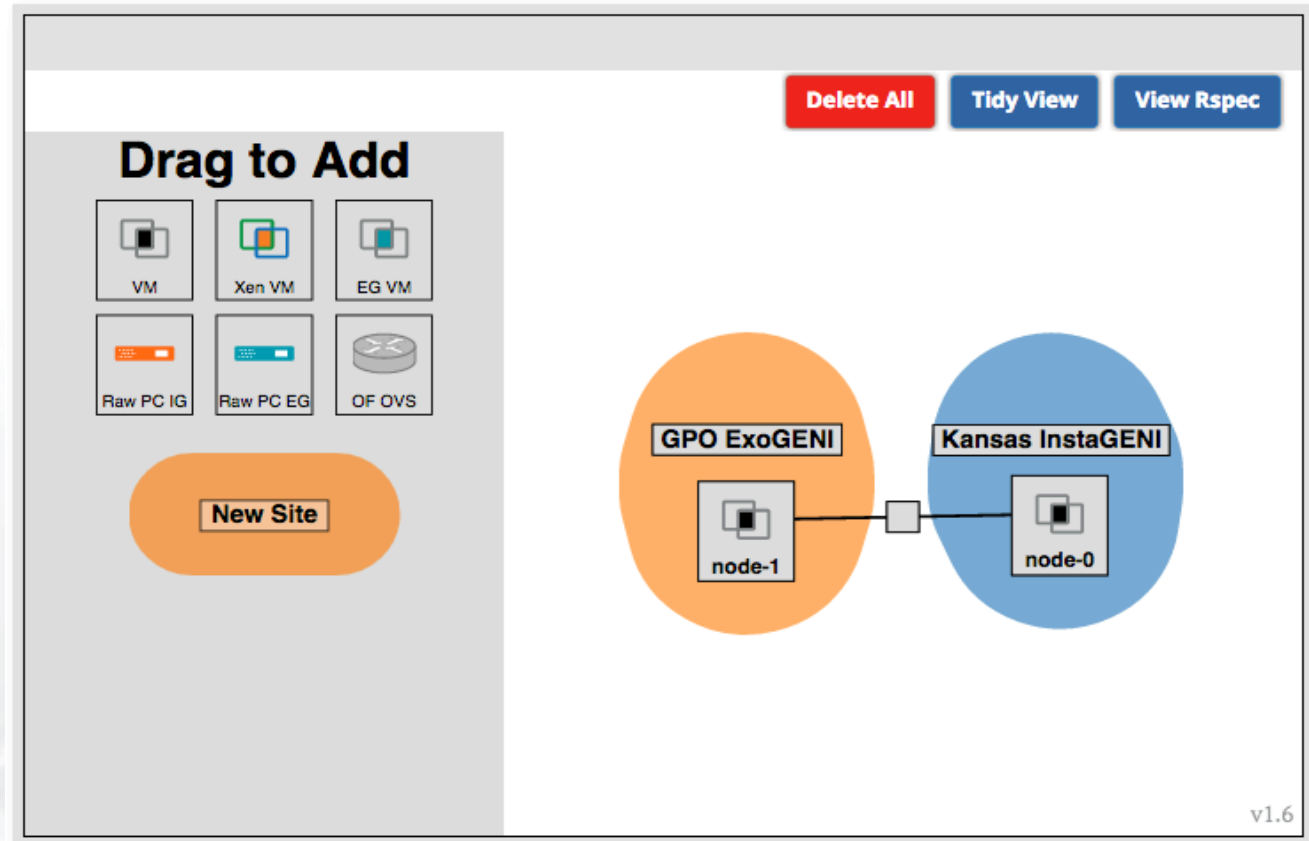 Delete All
Tidy View
View Rspec
Drag to Add
VM
Xen VM
EG VM
Raw PC IG
Raw PC EG
OF OVS
New Site
GPO ExoGENI
Kansas InstaGENI
node-1
node-0
v1.6